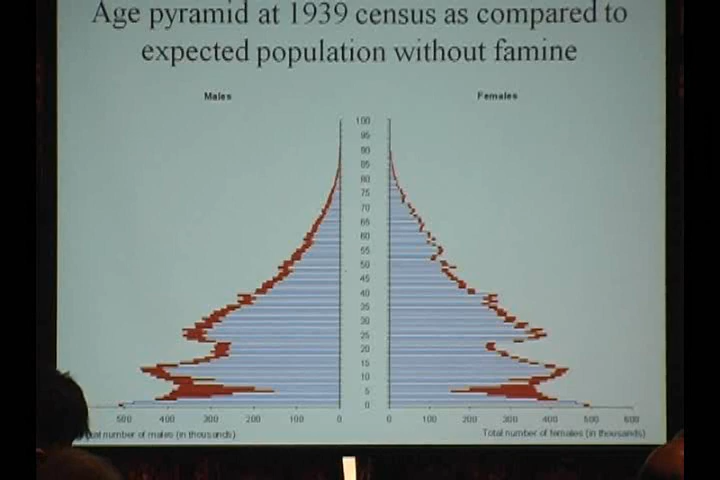 Age pyramid at 1939 census as compared to
expected population without famine
Males
Females
100
95
90
85
80
75
70
65
60
55
50
45
40
35
30
25
20
15
10
5
0
500 400 300 200 100 0
0 100 200 300 400 500 600
number of males (in thousands)
Total number of females (in thousands)